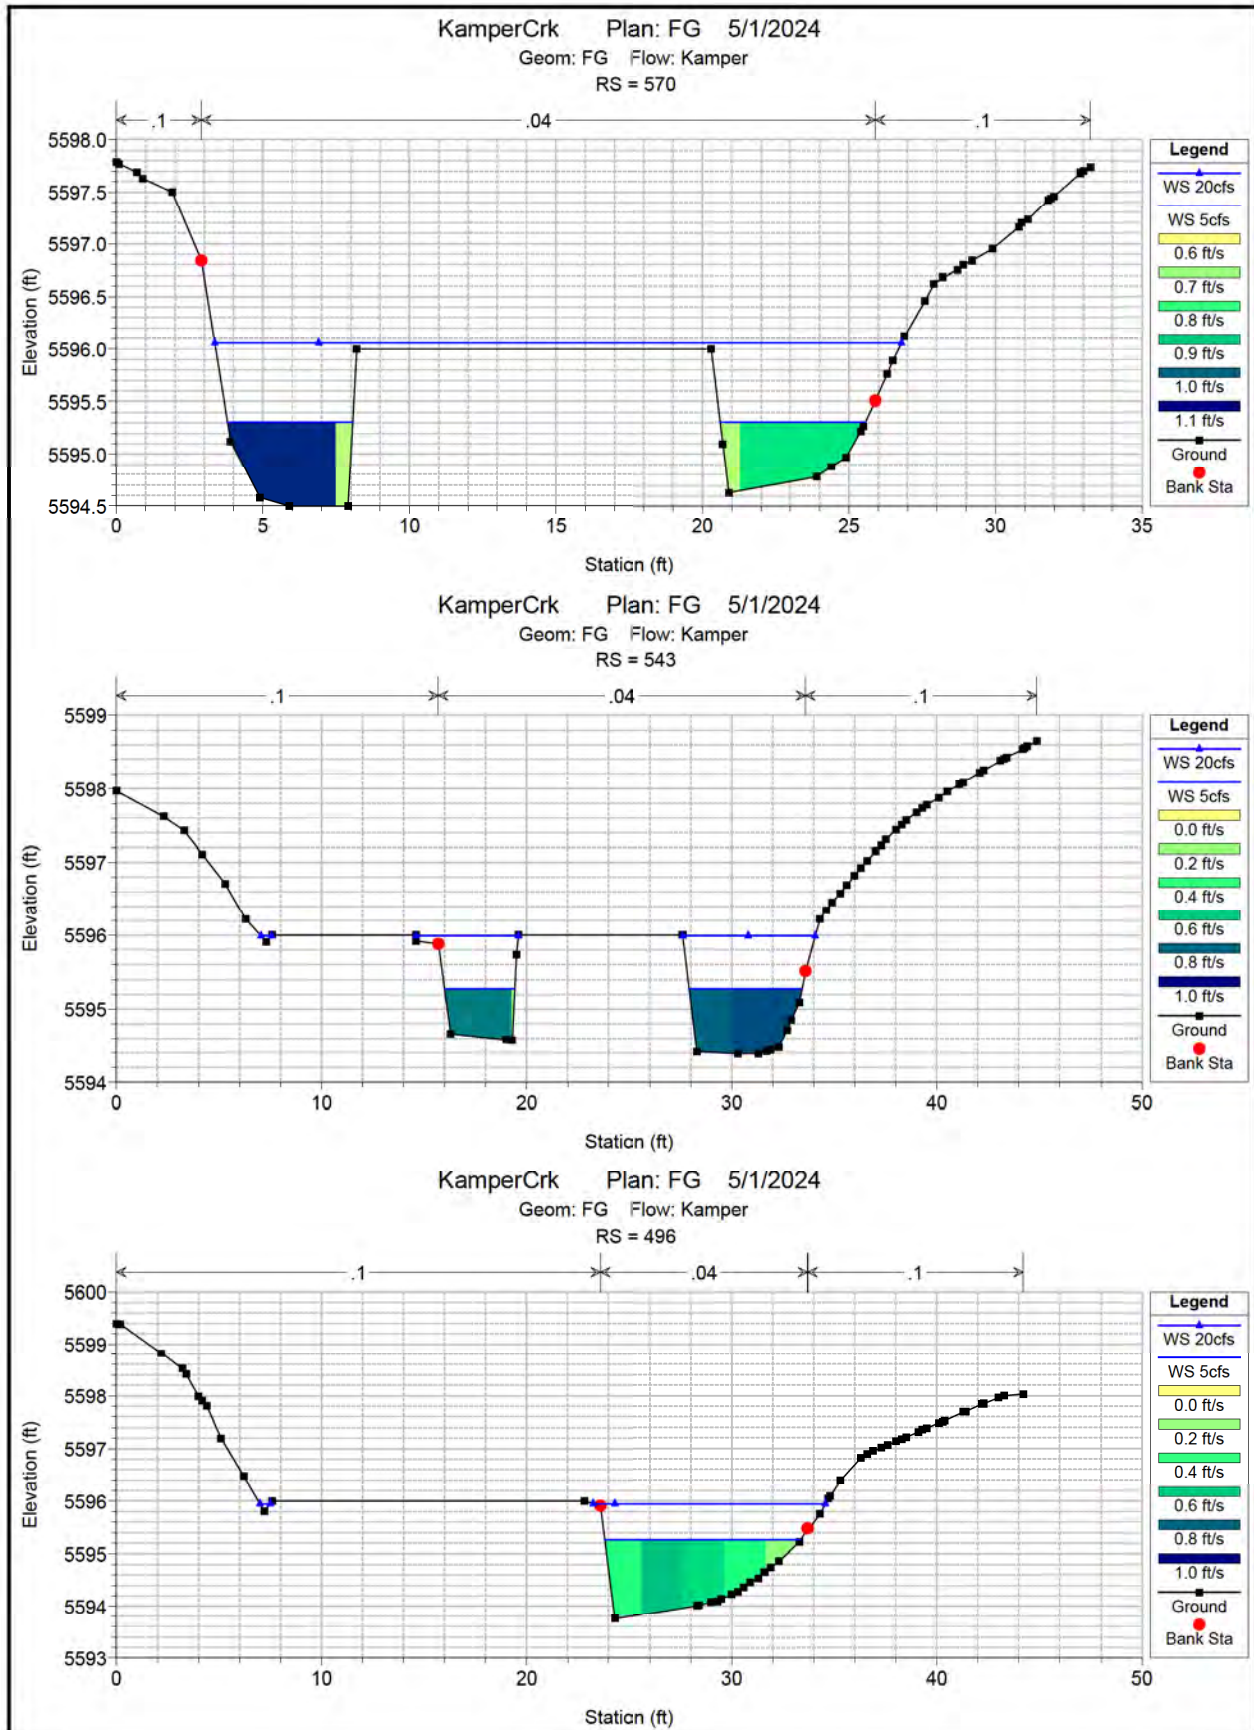 KamperCrk Plan: FG 5/1/2024
Geom: FG Flow: Kamper
RS = 570
.1 .04 .1
5598.0
5597.5
5597.0
5596.5
5596.0
5595.5
5595.0
5594.5
Elevation (ft)
0 5 10 15 20 25 30 35
Station (ft)
Legend
WS 20cfs
WS 5cfs
0.6 ft/s
0.7 ft/s
0.8 ft/s
0.9 ft/s
1.0 ft/s
1.1 ft/s
Ground
Bank Sta
KamperCrk Plan: FG 5/1/2024
Geom: FG Flow: Kamper
RS = 543
.1 .04 .1
5599
5598
5597
5596
5595
5594
Elevation (ft)
0 10 20 30 40 50
Station (ft)
Legend
WS 20cfs
WS 5cfs
0.0 ft/s
0.2 ft/s
0.4 ft/s
0.6 ft/s
0.8 ft/s
1.0 ft/s
Ground
Bank Sta
KamperCrk Plan: FG 5/1/2024
Geom: FG Flow: Kamper
RS = 496
.1 .04 .1
5600
5599
5598
5597
5596
5595
5594
5593
Elevation (ft)
0 10 20 30 40 50
Station (ft)
Legend
WS 20cfs
WS 5cfs
0.0 ft/s
0.2 ft/s
0.4 ft/s
0.6 ft/s
0.8 ft/s
1.0 ft/s
Ground
Bank Sta